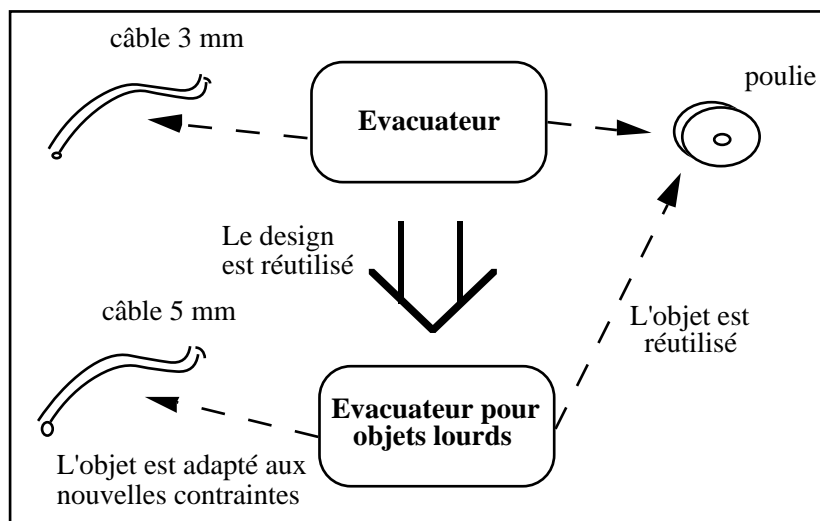 câble 3 mm
poulie
Evacuateur
Le design
est réutilisé
câble 5 mm
L'objet est
réutilisé
Evacuateur pour
objets lourds
L'objet est adapté aux
nouvelles contraintes